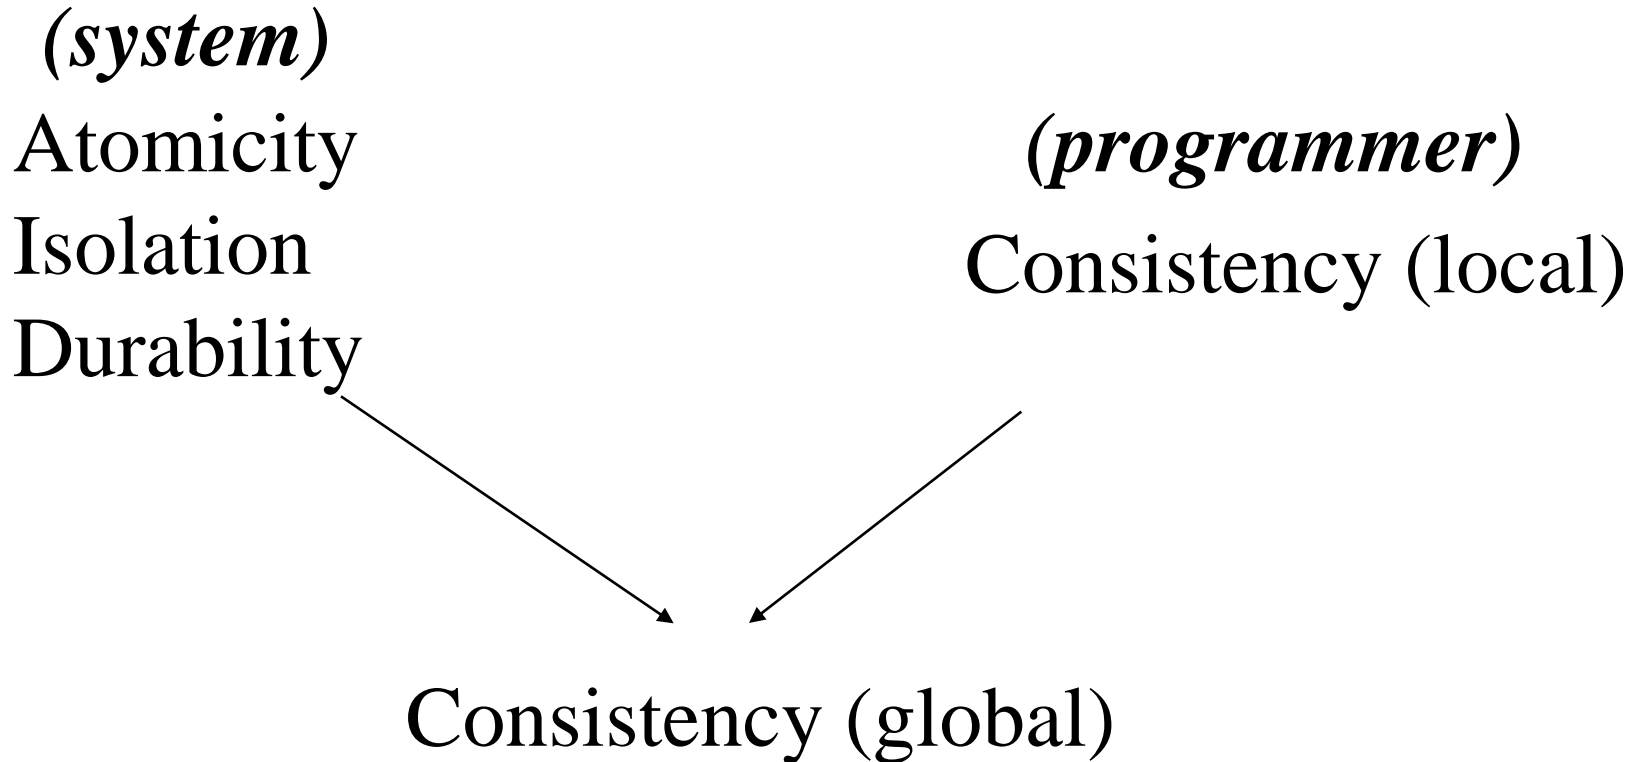 (system)
Atomicity
Isolation
Durability
(programmer)
Consistency (local)
Consistency (global)